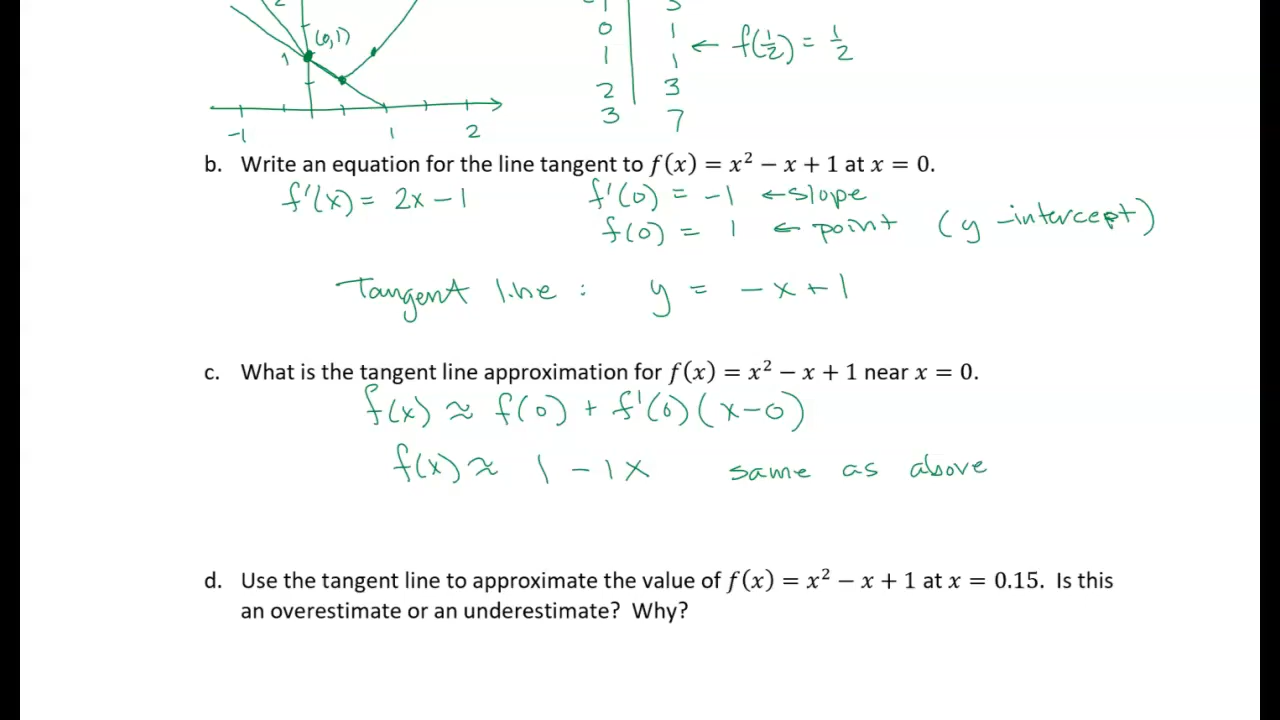 2
-1 3
(0,1)
0 1
1
1 1 ← f(½) = ½
2 3
3 7
-1 1 2
b. Write an equation for the line tangent to f(x) = x² − x + 1 at x = 0.
f'(x) = 2x − 1 f'(0) = −1 ← slope
f(0) = 1 ← point (y-intercept)
Tangent line: y = −x + 1
c. What is the tangent line approximation for f(x) = x² − x + 1 near x = 0.
f(x) ≈ f(0) + f'(0)(x−0)
f(x) ≈ 1 − 1x same as above
d. Use the tangent line to approximate the value of f(x) = x² − x + 1 at x = 0.15. Is this
an overestimate or an underestimate? Why?